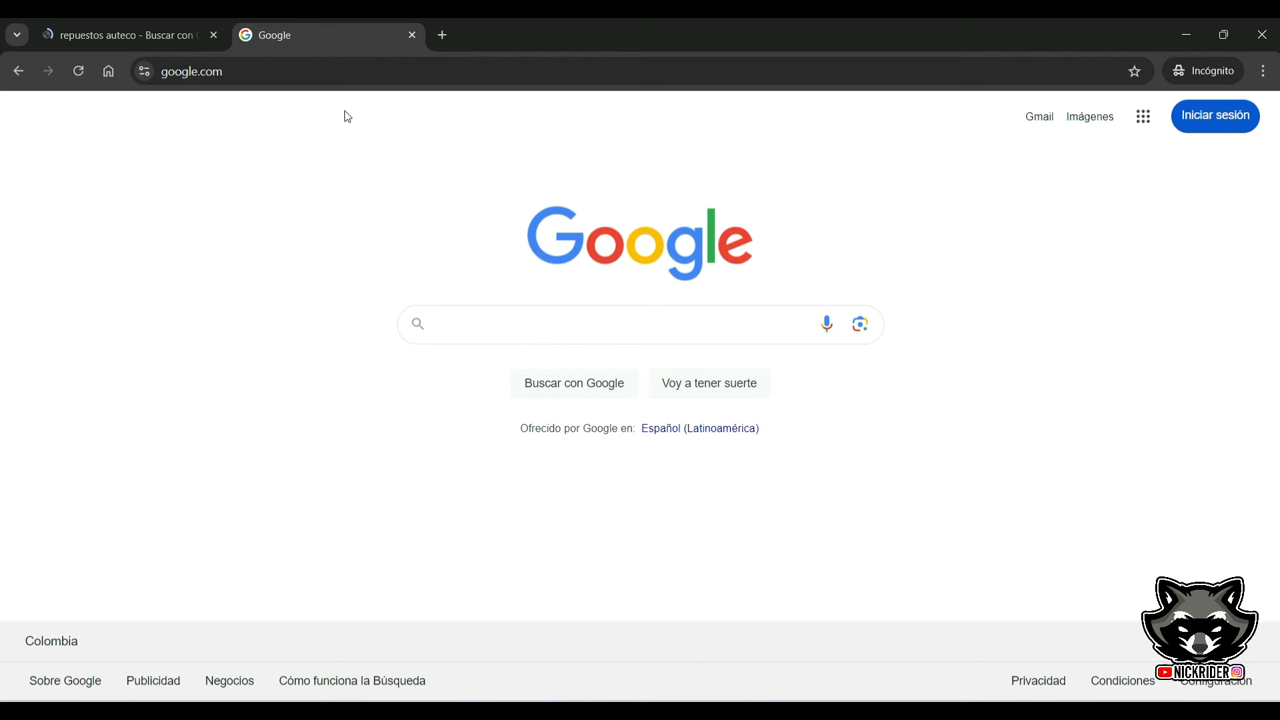 repuestos auteco - Buscar con
Google
google.com
Incógnito
Gmail
Imágenes
Iniciar sesión
Google
Buscar con Google
Voy a tener suerte
Ofrecido por Google en: Español (Latinoamérica)
Colombia
Sobre Google
Publicidad
Negocios
Cómo funciona la Búsqueda
Privacidad
Condiciones
Configuración
NICKRIDER